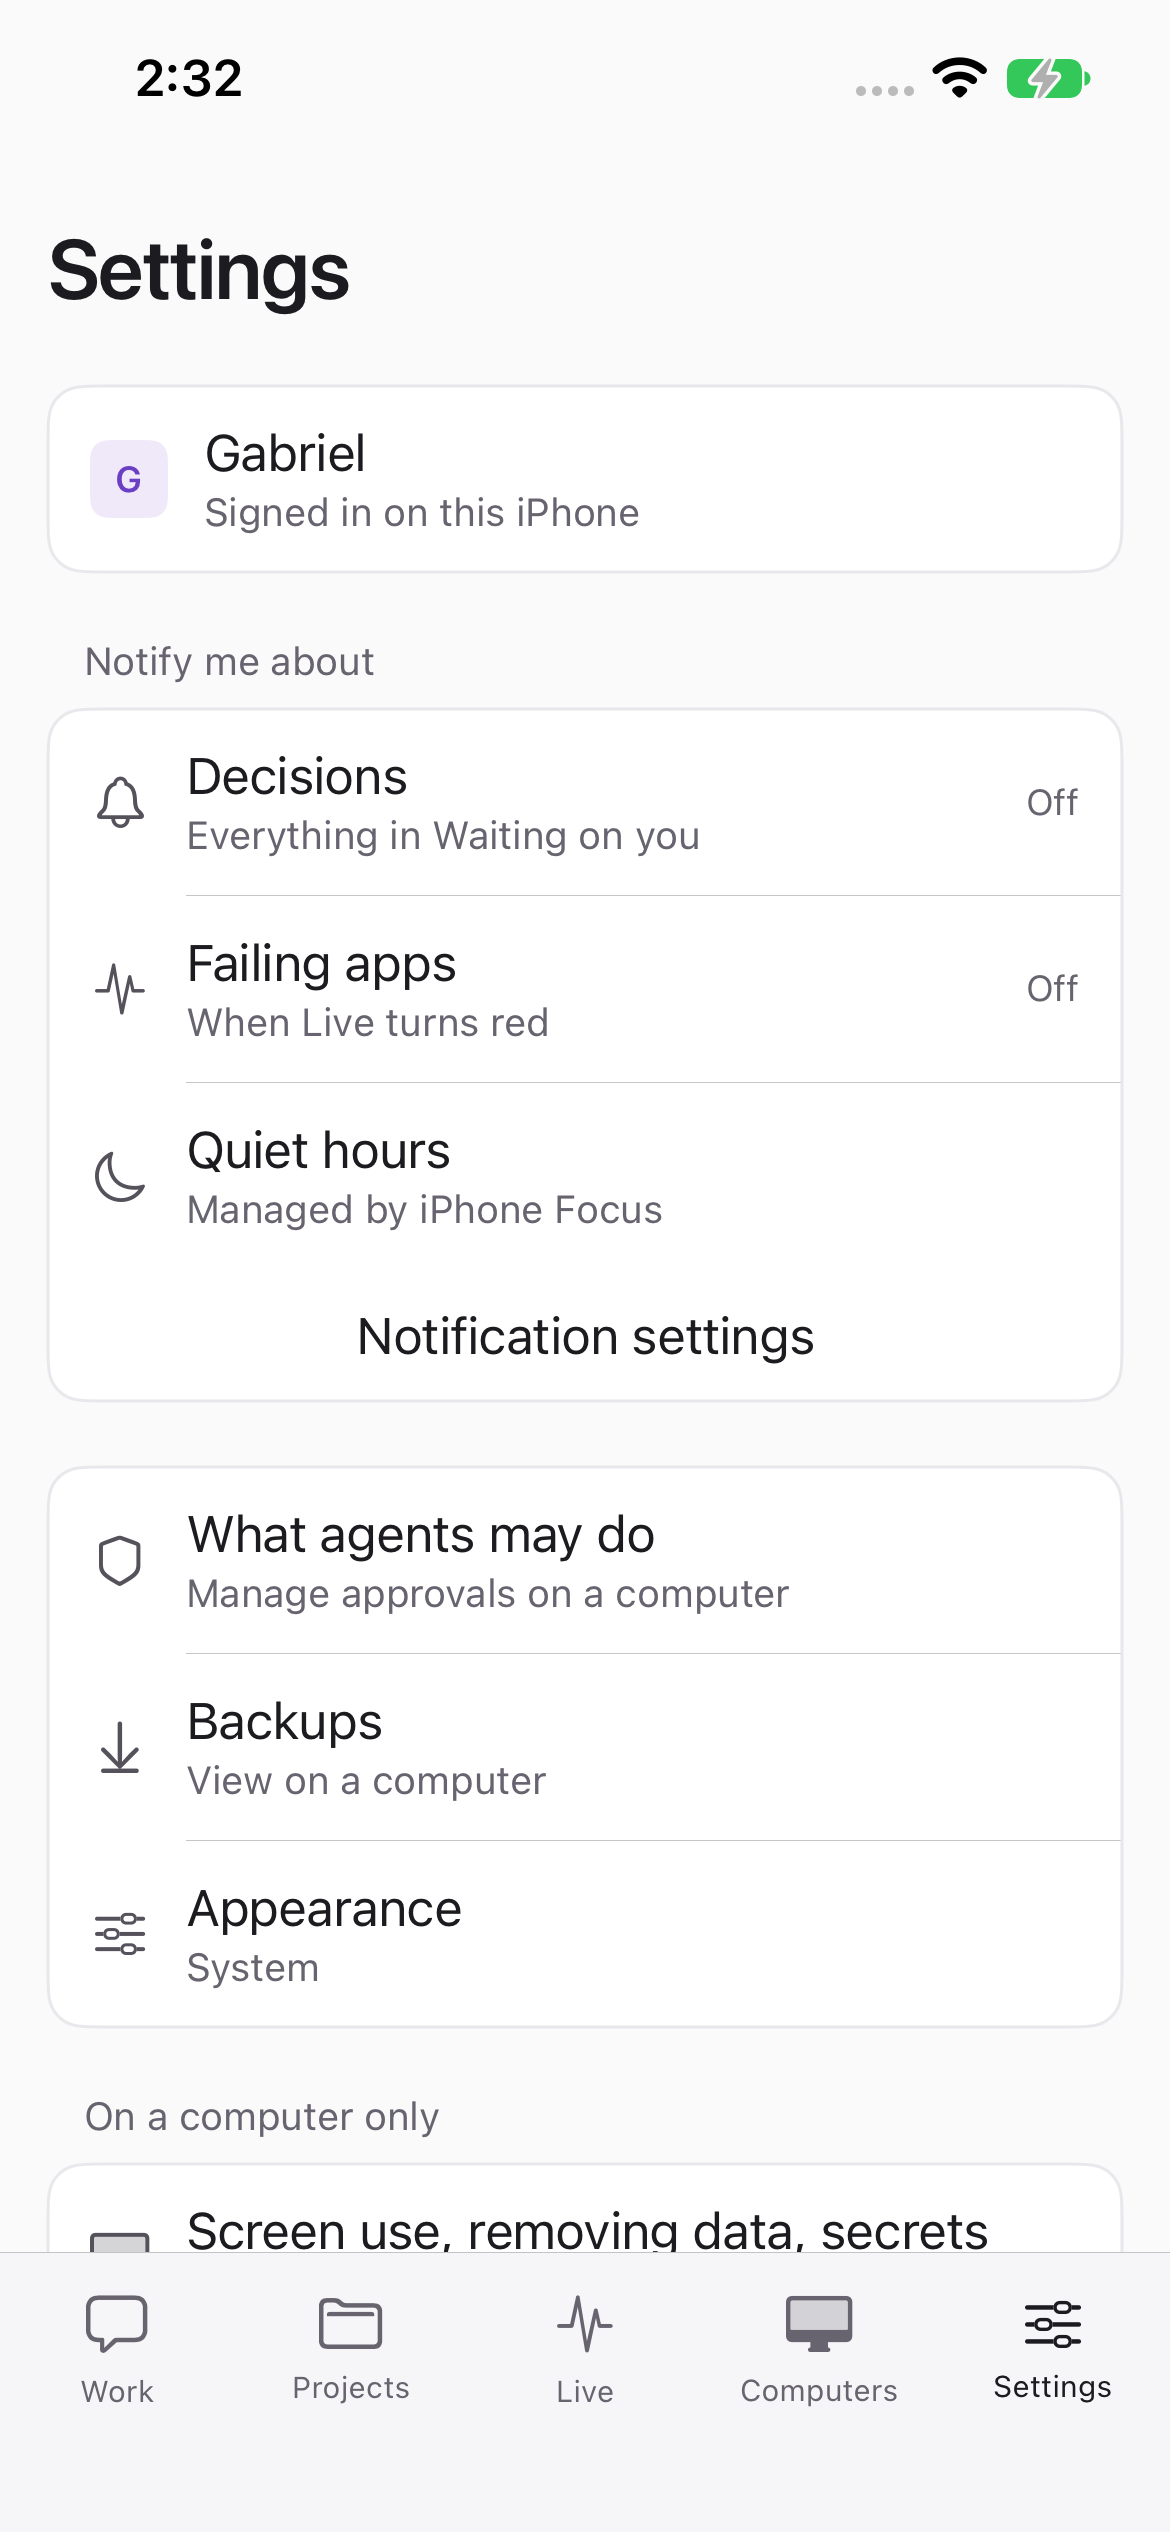 2:32
Settings
G
Gabriel
Signed in on this iPhone
Notify me about
Decisions
Everything in Waiting on you
Off
Failing apps
When Live turns red
Off
Quiet hours
Managed by iPhone Focus
Notification settings
What agents may do
Manage approvals on a computer
Backups
View on a computer
Appearance
System
On a computer only
Screen use, removing data, secrets
Work
Projects
Live
Computers
Settings